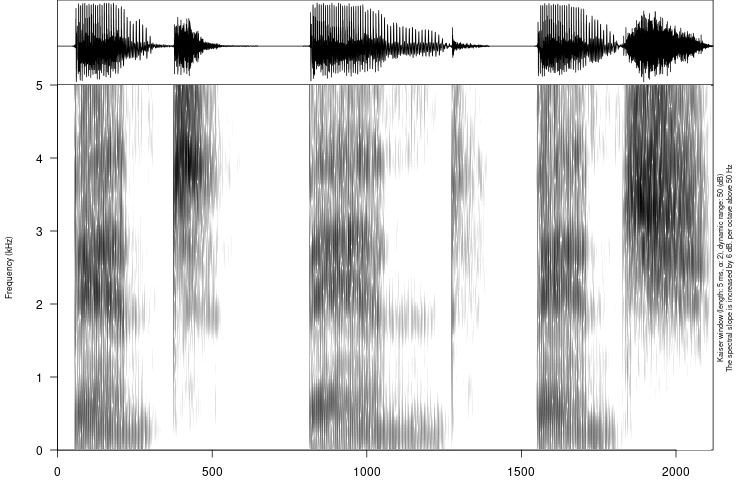 5
4
3
2
1
0
Frequency (kHz)
0 500 1000 1500 2000
Kaiser window (length: 5 ms, α: 2), dynamic range: 50 (dB)
The spectral slope is increased by 6 dB per octave above 50 Hz